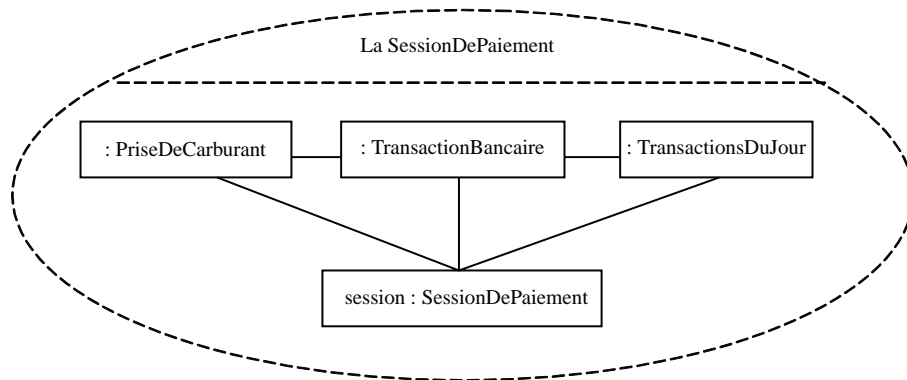 La SessionDePaiement
: PriseDeCarburant
: TransactionBancaire
: TransactionsDuJour
session : SessionDePaiement